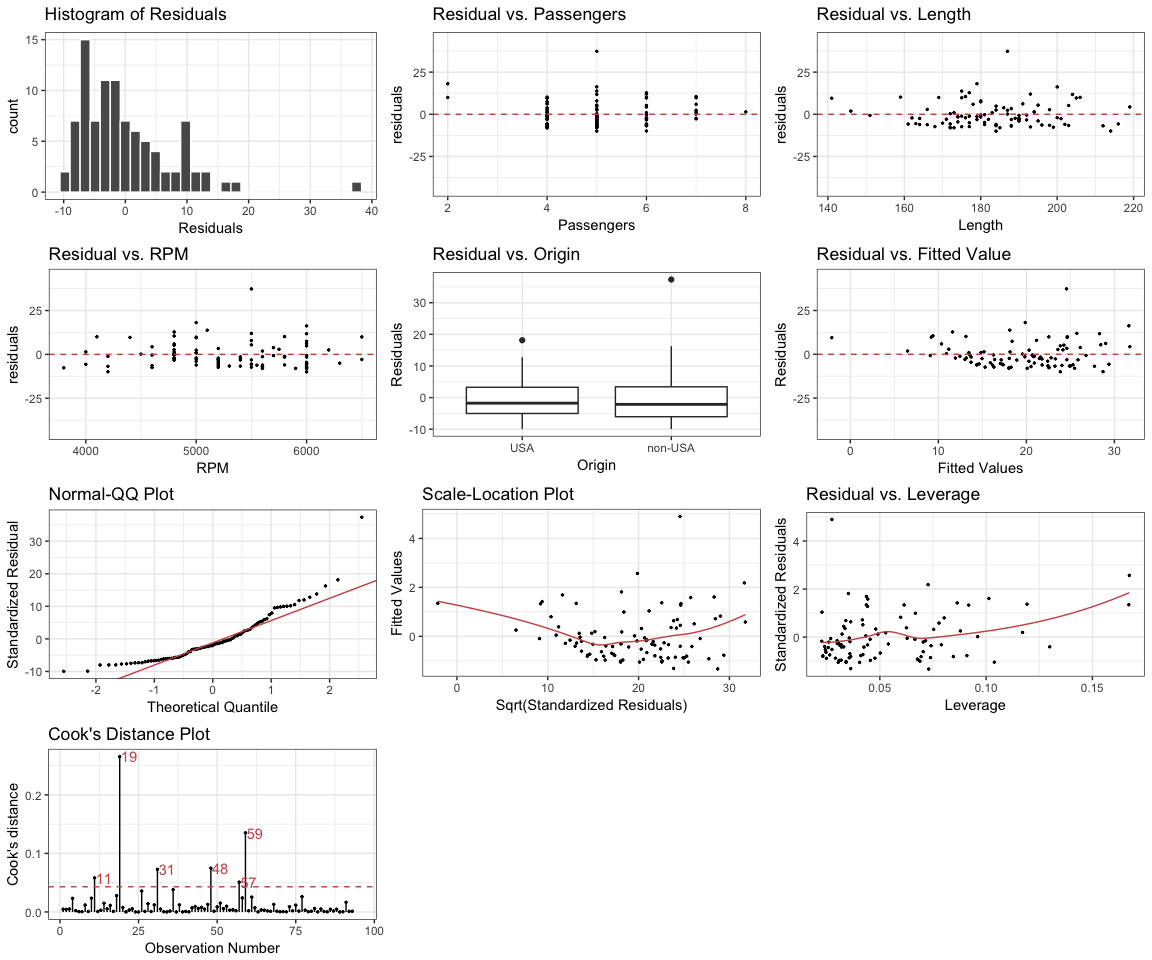 Histogram of Residuals
15
10
5
0
count
-10 0 10 20 30 40
Residuals
Residual vs. Passengers
25
0
-25
residuals
2 4 6 8
Passengers
Residual vs. Length
25
0
-25
residuals
140 160 180 200 220
Length
Residual vs. RPM
25
0
-25
residuals
4000 5000 6000
RPM
Residual vs. Origin
30
20
10
0
-10
Residuals
USA non-USA
Origin
Residual vs. Fitted Value
25
0
-25
Residuals
0 10 20 30
Fitted Values
Normal-QQ Plot
30
20
10
0
-10
Standardized Residual
-2 -1 0 1 2
Theoretical Quantile
Scale-Location Plot
4
2
0
Fitted Values
0 10 20 30
Sqrt(Standardized Residuals)
Residual vs. Leverage
4
2
0
Standardized Residuals
0.05 0.10 0.15
Leverage
Cook's Distance Plot
19
59
11
31
48
57
0.2
0.1
0.0
Cook's distance
0 25 50 75 100
Observation Number